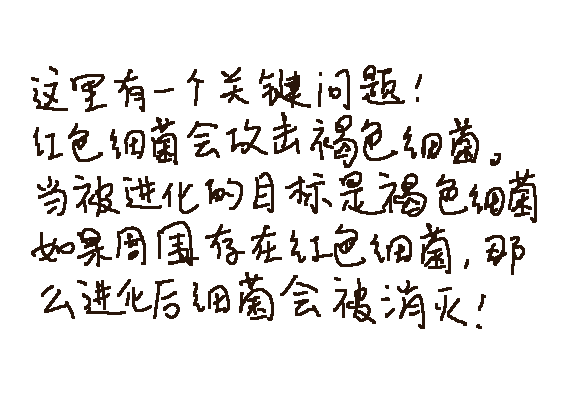 这里有一个关键问题！
红色细菌会攻击褐色细菌。
当被进化的目标是褐色细菌
如果周围存在红色细菌，那
么进化后细菌会被消灭！